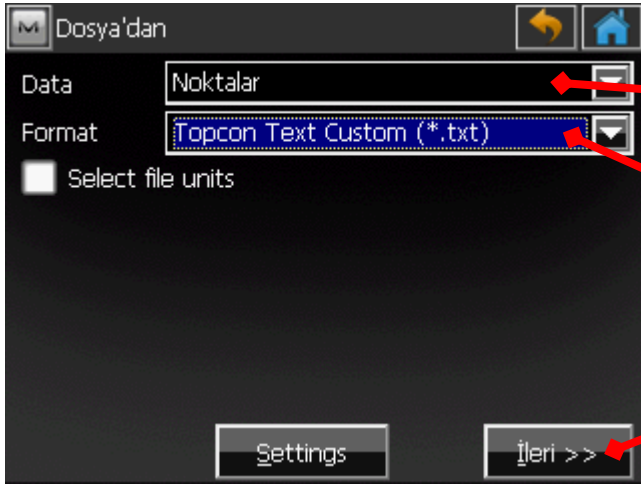 Dosya'dan
Data Noktalar
Format Topcon Text Custom (*.txt)
Select file units
Settings İleri >>